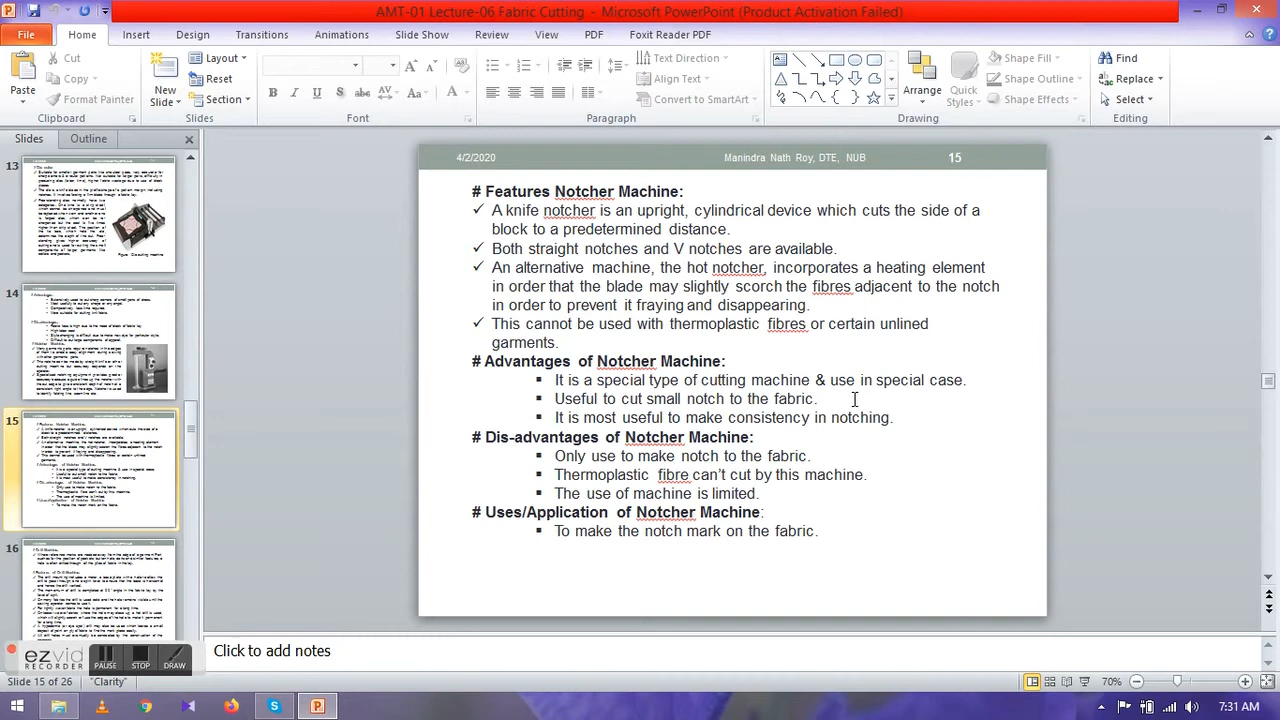 AMT-01 Lecture-06 Fabric Cutting - Microsoft PowerPoint (Product Activation Failed)
File Home Insert Design Transitions Animations Slide Show Review View PDF Foxit Reader PDF
Paste
Cut
Copy
Format Painter
Clipboard
New Slide
Layout
Reset
Section
Slides
Font
Text Direction
Align Text
Convert to SmartArt
Paragraph
Arrange
Quick Styles
Shape Fill
Shape Outline
Shape Effects
Drawing
Find
Replace
Select
Editing
Slides Outline
13
14
15
16
4/2/2020 Manindra Nath Roy, DTE, NUB 15
# Features Notcher Machine:
✓ A knife notcher is an upright, cylindrical device which cuts the side of a
block to a predetermined distance.
✓ Both straight notches and V notches are available.
✓ An alternative machine, the hot notcher, incorporates a heating element
in order that the blade may slightly scorch the fibres adjacent to the notch
in order to prevent it fraying and disappearing.
✓ This cannot be used with thermoplastic fibres or certain unlined
garments.
#Advantages of Notcher Machine:
▪ It is a special type of cutting machine & use in special case.
▪ Useful to cut small notch to the fabric.
▪ It is most useful to make consistency in notching.
# Disadvantages of Notcher Machine:
▪ Only use to make notch to the fabric.
▪ Thermoplastic fibre can't cut by this machine.
▪ The use of machine is limited.
# Uses/Application of Notcher Machine:
▪ To make the notch mark on the fabric.
Click to add notes
ezvid
RECORDER
PAUSE STOP DRAW
Slide 15 of 26 "Clarity" 70%
7:31 AM